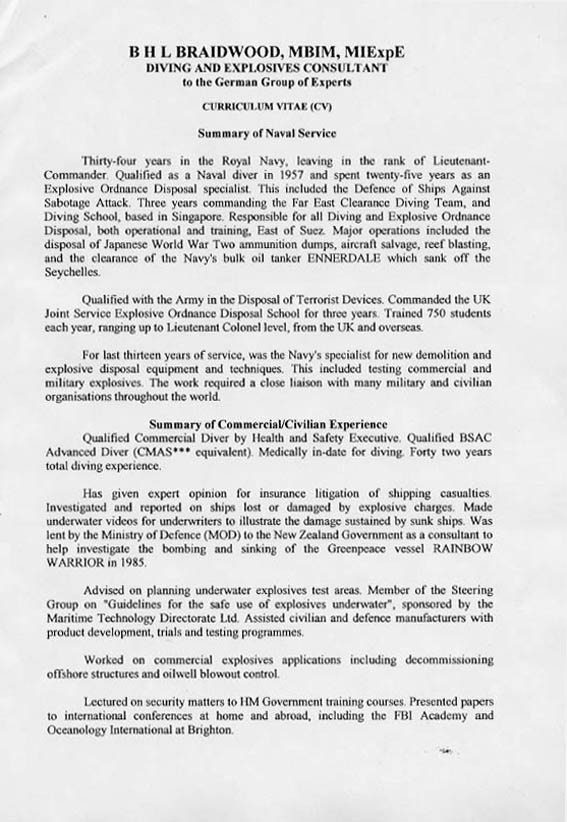 B H L BRAIDWOOD, MBIM, MIExpE
DIVING AND EXPLOSIVES CONSULTANT
to the German Group of Experts
CURRICULUM VITAE (CV)
Summary of Naval Service
Thirty-four years in the Royal Navy, leaving in the rank of Lieutenant-
Commander. Qualified as a Naval diver in 1957 and spent twenty-five years as an
Explosive Ordnance Disposal specialist. This included the Defence of Ships Against
Sabotage Attack. Three years commanding the Far East Clearance Diving Team, and
Diving School, based in Singapore. Responsible for all Diving and Explosive Ordnance
Disposal, both operational and training, East of Suez. Major operations included the
disposal of Japanese World War Two ammunition dumps, aircraft salvage, reef blasting,
and the clearance of the Navy's bulk oil tanker ENNERDALE which sank off the
Seychelles.
Qualified with the Army in the Disposal of Terrorist Devices. Commanded the UK
Joint Service Explosive Ordnance Disposal School for three years. Trained 750 students
each year, ranging up to Lieutenant Colonel level, from the UK and overseas.
For last thirteen years of service, was the Navy's specialist for new demolition and
explosive disposal equipment and techniques. This included testing commercial and
military explosives. The work required a close liaison with many military and civilian
organisations throughout the world.
Summary of Commercial/Civilian Experience
Qualified Commercial Diver by Health and Safety Executive. Qualified BSAC
Advanced Diver (CMAS*** equivalent). Medically in-date for diving. Forty two years
total diving experience.
Has given expert opinion for insurance litigation of shipping casualties.
Investigated and reported on ships lost or damaged by explosive charges. Made
underwater videos for underwriters to illustrate the damage sustained by sunk ships. Was
lent by the Ministry of Defence (MOD) to the New Zealand Government as a consultant to
help investigate the bombing and sinking of the Greenpeace vessel RAINBOW
WARRIOR in 1985.
Advised on planning underwater explosives test areas. Member of the Steering
Group on "Guidelines for the safe use of explosives underwater", sponsored by the
Maritime Technology Directorate Ltd. Assisted civilian and defence manufacturers with
product development, trials and testing programmes.
Worked on commercial explosives applications including decommissioning
offshore structures and oilwell blowout control.
Lectured on security matters to HM Government training courses. Presented papers
to international conferences at home and abroad, including the FBI Academy and
Oceanology International at Brighton.